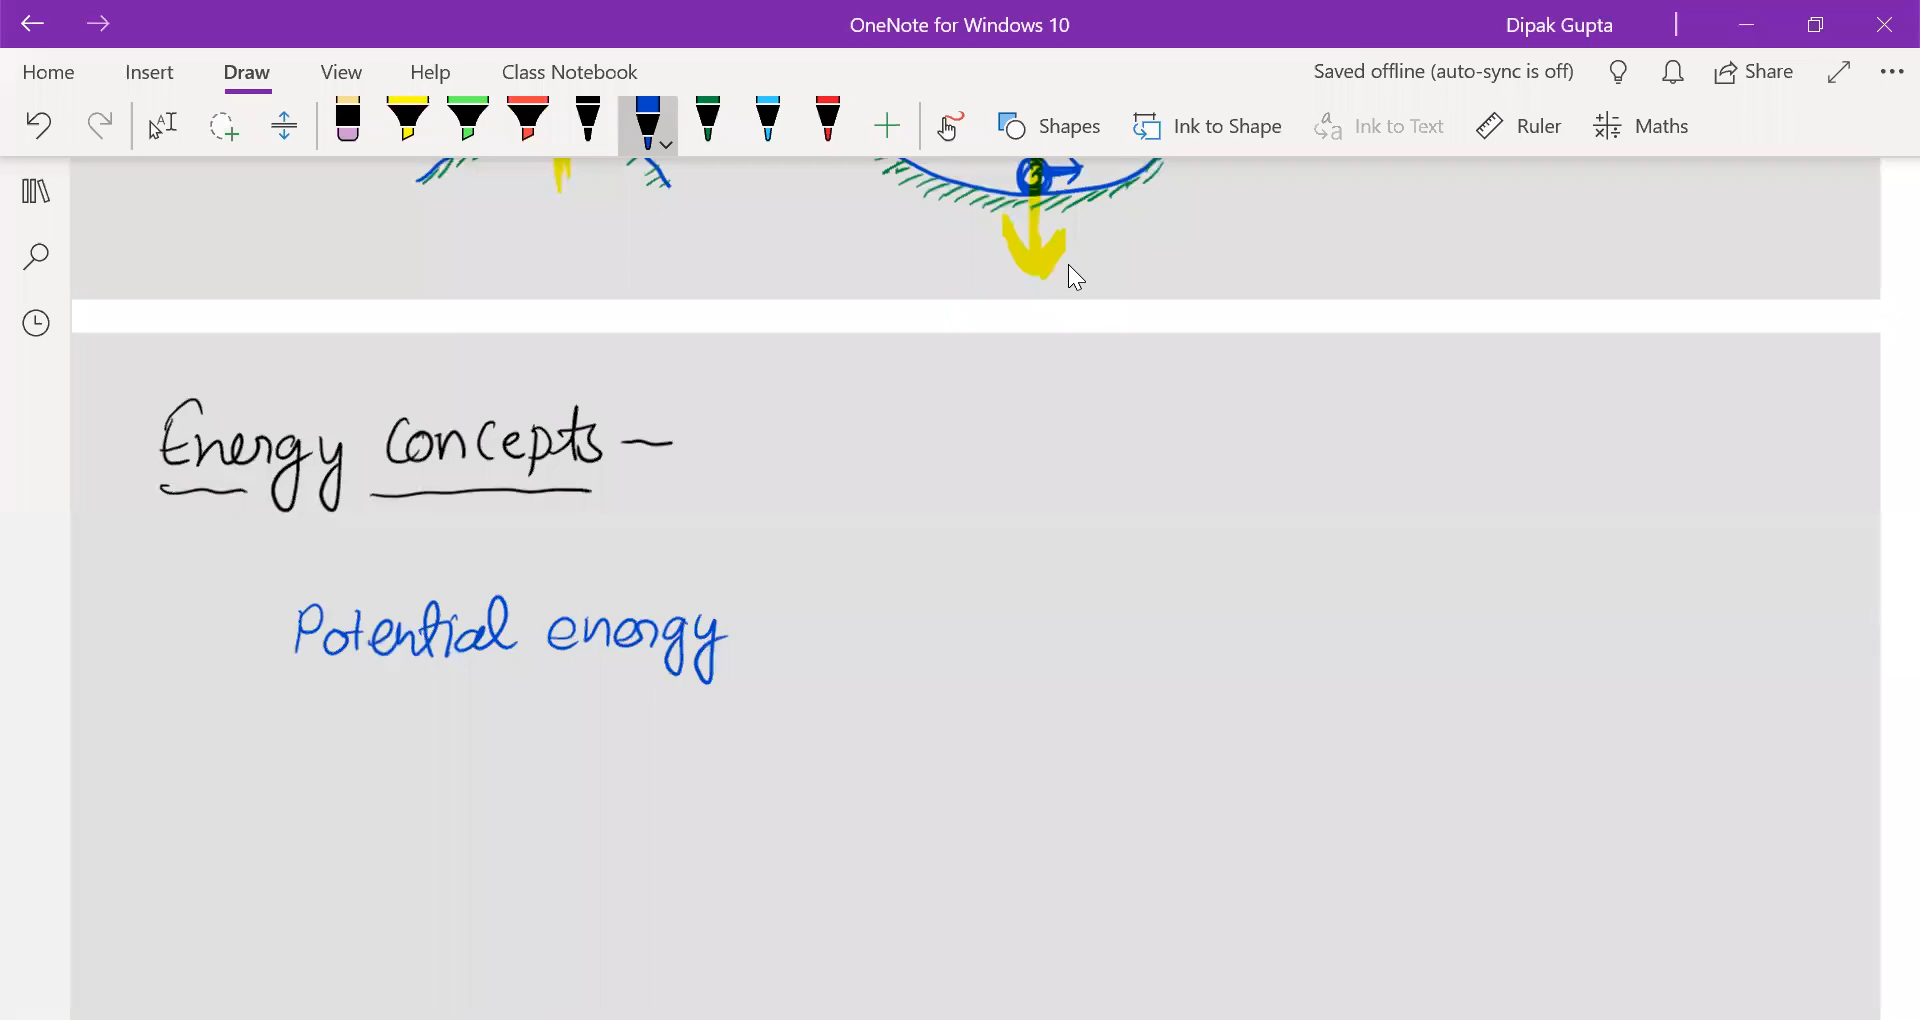 OneNote for Windows 10
Dipak Gupta
Home Insert Draw View Help Class Notebook
Saved offline (auto-sync is off) Share
Shapes Ink to Shape Ink to Text Ruler Maths
Energy concepts —
Potential energy